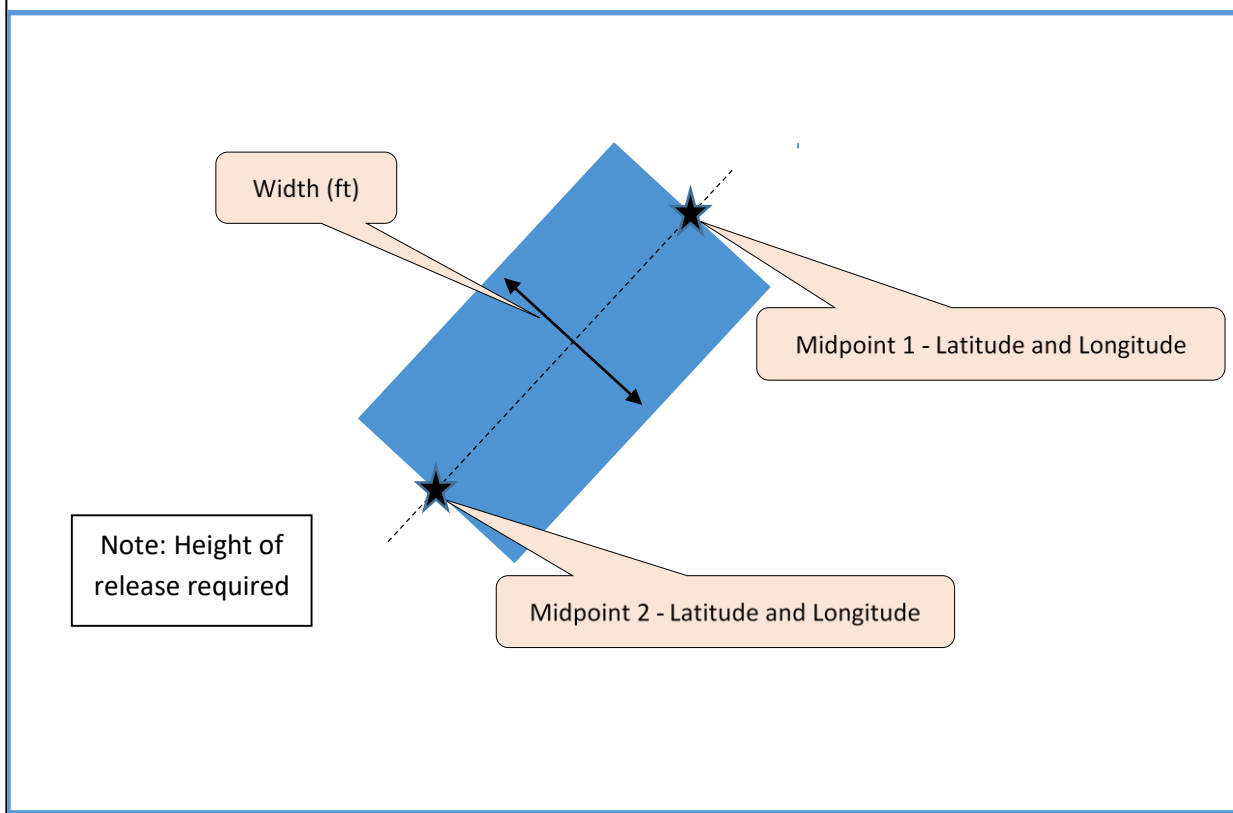 Width (ft)
Midpoint 1 - Latitude and Longitude
Note: Height of
release required
Midpoint 2 - Latitude and Longitude